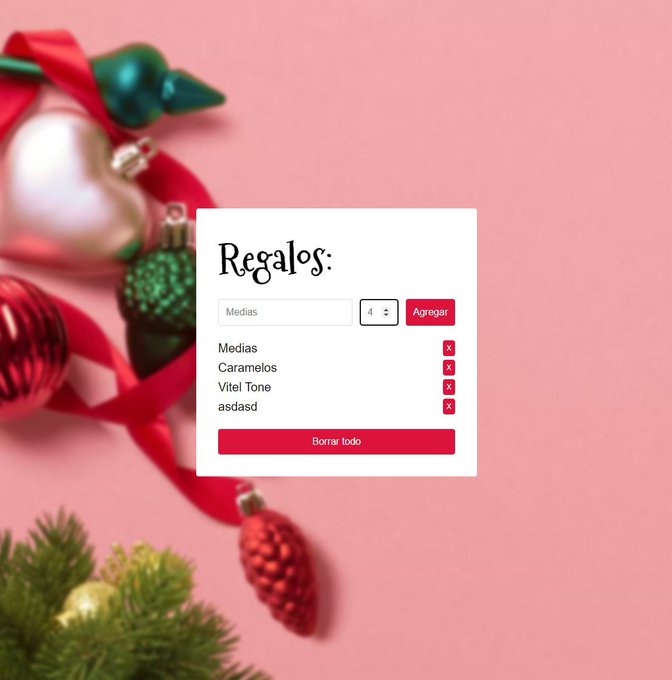 Regalos:
Medias 4 Agregar
Medias x
Caramelos x
Vitel Tone x
asdasd x
Borrar todo